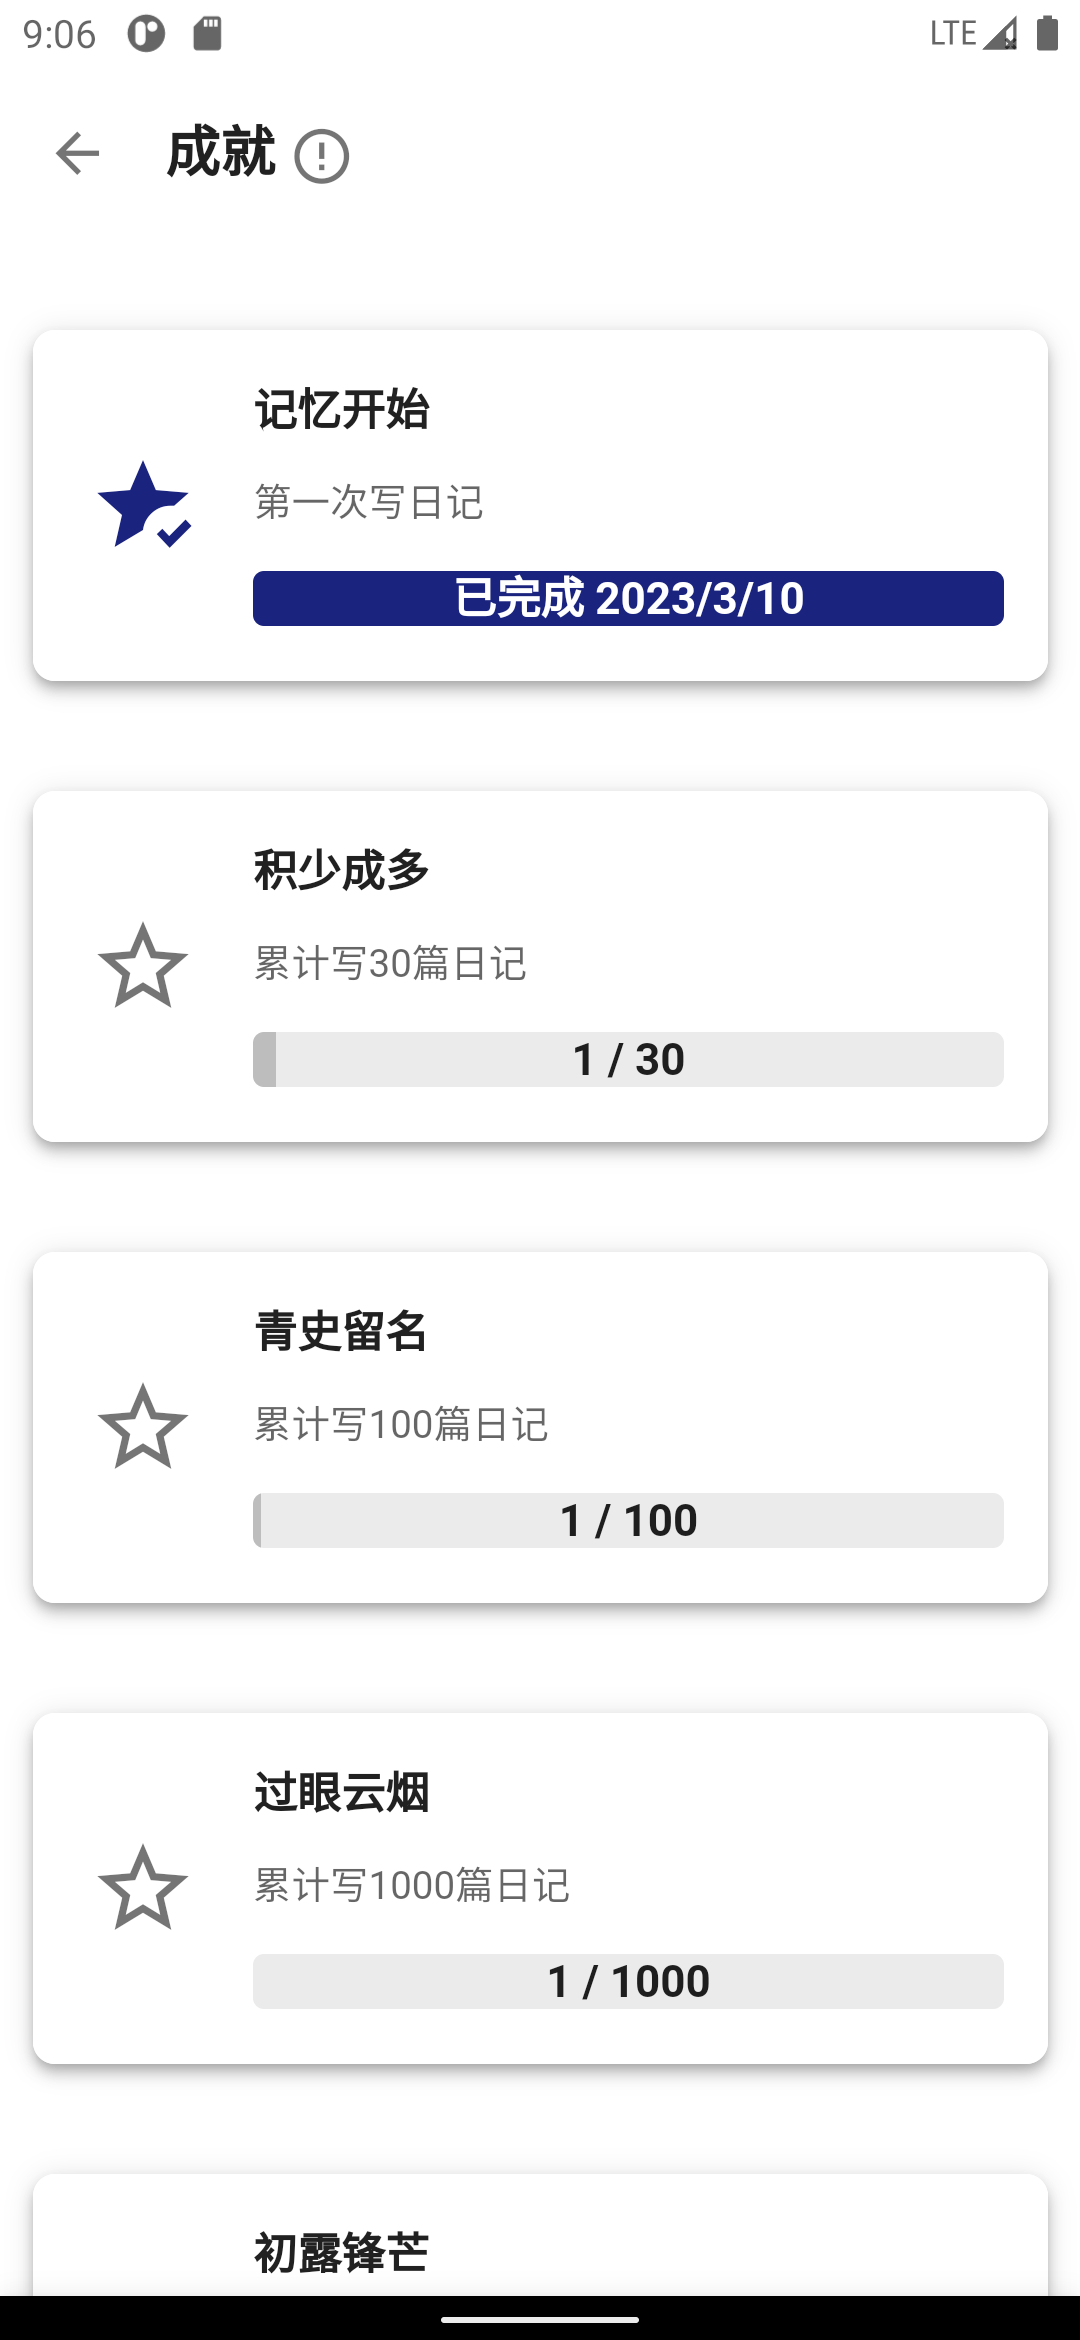 9:06
LTE
成就
记忆开始
第一次写日记
已完成 2023/3/10
积少成多
累计写30篇日记
1 / 30
青史留名
累计写100篇日记
1 / 100
过眼云烟
累计写1000篇日记
1 / 1000
初露锋芒